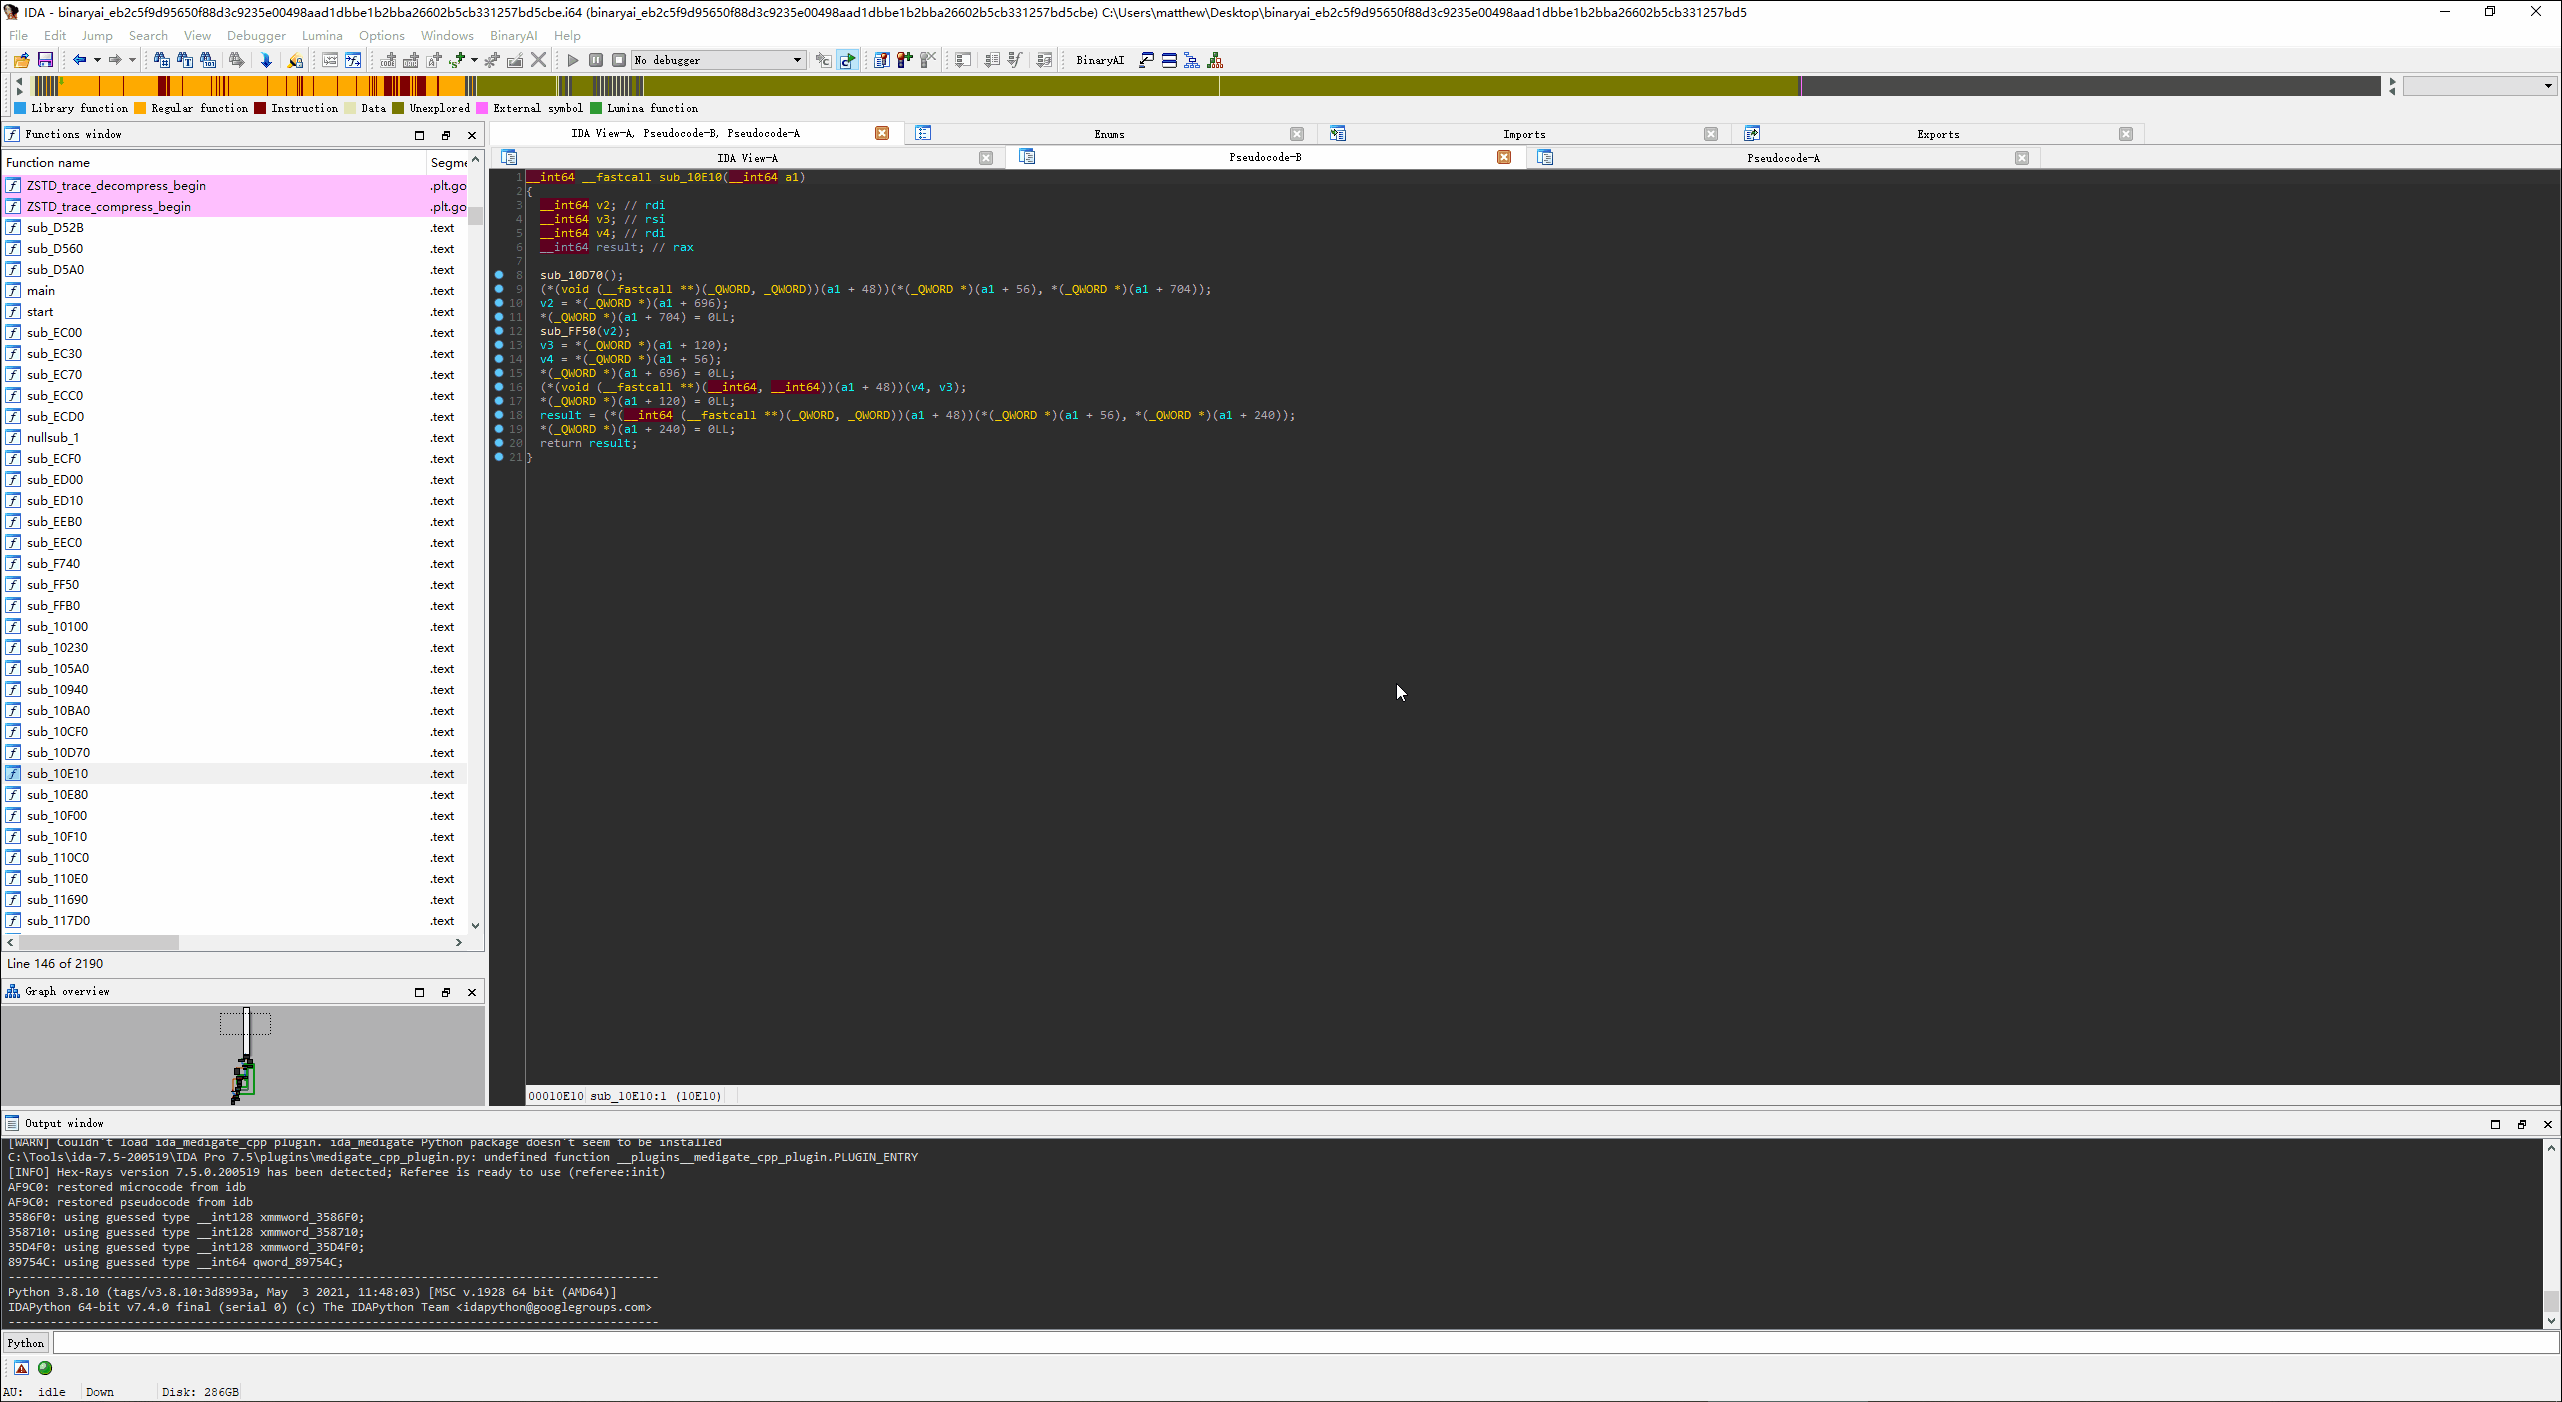 IDA - binaryai_eb2c5f9d95650f88d3c9235e00498aad1dbbe1b2bba26602b5cb331257bd5cbe.i64 (binaryai_eb2c5f9d95650f88d3c9235e00498aad1dbbe1b2bba26602b5cb331257bd5cbe) C:\Users\matthew\Desktop\binaryai_eb2c5f9d95650f88d3c9235e00498aad1dbbe1b2bba26602b5cb331257bd5
File Edit Jump Search View Debugger Lumina Options Windows BinaryAI Help
No debugger
BinaryAI
Library function Regular function Instruction Data Unexplored External symbol Lumina function
Functions window
Function name Segme
ZSTD_trace_decompress_begin .plt.go
ZSTD_trace_compress_begin .plt.go
sub_D52B .text
sub_D560 .text
sub_D5A0 .text
main .text
start .text
sub_EC00 .text
sub_EC30 .text
sub_EC70 .text
sub_ECC0 .text
sub_ECD0 .text
nullsub_1 .text
sub_ECF0 .text
sub_ED00 .text
sub_ED10 .text
sub_EEB0 .text
sub_EEC0 .text
sub_F740 .text
sub_FF50 .text
sub_FFB0 .text
sub_10100 .text
sub_10230 .text
sub_105A0 .text
sub_10940 .text
sub_10BA0 .text
sub_10CF0 .text
sub_10D70 .text
sub_10E10 .text
sub_10E80 .text
sub_10F00 .text
sub_10F10 .text
sub_110C0 .text
sub_110E0 .text
sub_11690 .text
sub_117D0 .text
Line 146 of 2190
Graph overview
IDA View-A, Pseudocode-B, Pseudocode-A Enums Imports Exports
IDA View-A Pseudocode-B Pseudocode-A
1 __int64 __fastcall sub_10E10(__int64 a1)
2 {
3 __int64 v2; // rdi
4 __int64 v3; // rsi
5 __int64 v4; // rdi
6 __int64 result; // rax
7
8 sub_10D70();
9 (*(void (__fastcall **)(_QWORD, _QWORD))(a1 + 48))(*(_QWORD *)(a1 + 56), *(_QWORD *)(a1 + 704));
10 v2 = *(_QWORD *)(a1 + 696);
11 *(_QWORD *)(a1 + 704) = 0LL;
12 sub_FF50(v2);
13 v3 = *(_QWORD *)(a1 + 120);
14 v4 = *(_QWORD *)(a1 + 56);
15 *(_QWORD *)(a1 + 696) = 0LL;
16 (*(void (__fastcall **)(__int64, __int64))(a1 + 48))(v4, v3);
17 *(_QWORD *)(a1 + 120) = 0LL;
18 result = (*(__int64 (__fastcall **)(_QWORD, _QWORD))(a1 + 48))(*(_QWORD *)(a1 + 56), *(_QWORD *)(a1 + 240));
19 *(_QWORD *)(a1 + 240) = 0LL;
20 return result;
21 }
00010E10 sub_10E10:1 (10E10)
Output window
[WARN] Couldn't load ida_medigate_cpp plugin. ida_medigate Python package doesn't seem to be installed
C:\Tools\ida-7.5-200519\IDA Pro 7.5\plugins\medigate_cpp_plugin.py: undefined function __plugins__medigate_cpp_plugin.PLUGIN_ENTRY
[INFO] Hex-Rays version 7.5.0.200519 has been detected; Referee is ready to use (referee:init)
AF9C0: restored microcode from idb
AF9C0: restored pseudocode from idb
3586F0: using guessed type __int128 xmmword_3586F0;
358710: using guessed type __int128 xmmword_358710;
35D4F0: using guessed type __int128 xmmword_35D4F0;
89754C: using guessed type __int64 qword_89754C;
---------------------------------------------------------------------------------------------
Python 3.8.10 (tags/v3.8.10:3d8993a, May  3 2021, 11:48:03) [MSC v.1928 64 bit (AMD64)]
IDAPython 64-bit v7.4.0 final (serial 0) (c) The IDAPython Team <idapython@googlegroups.com>
---------------------------------------------------------------------------------------------
Python
AU: idle Down Disk: 286GB